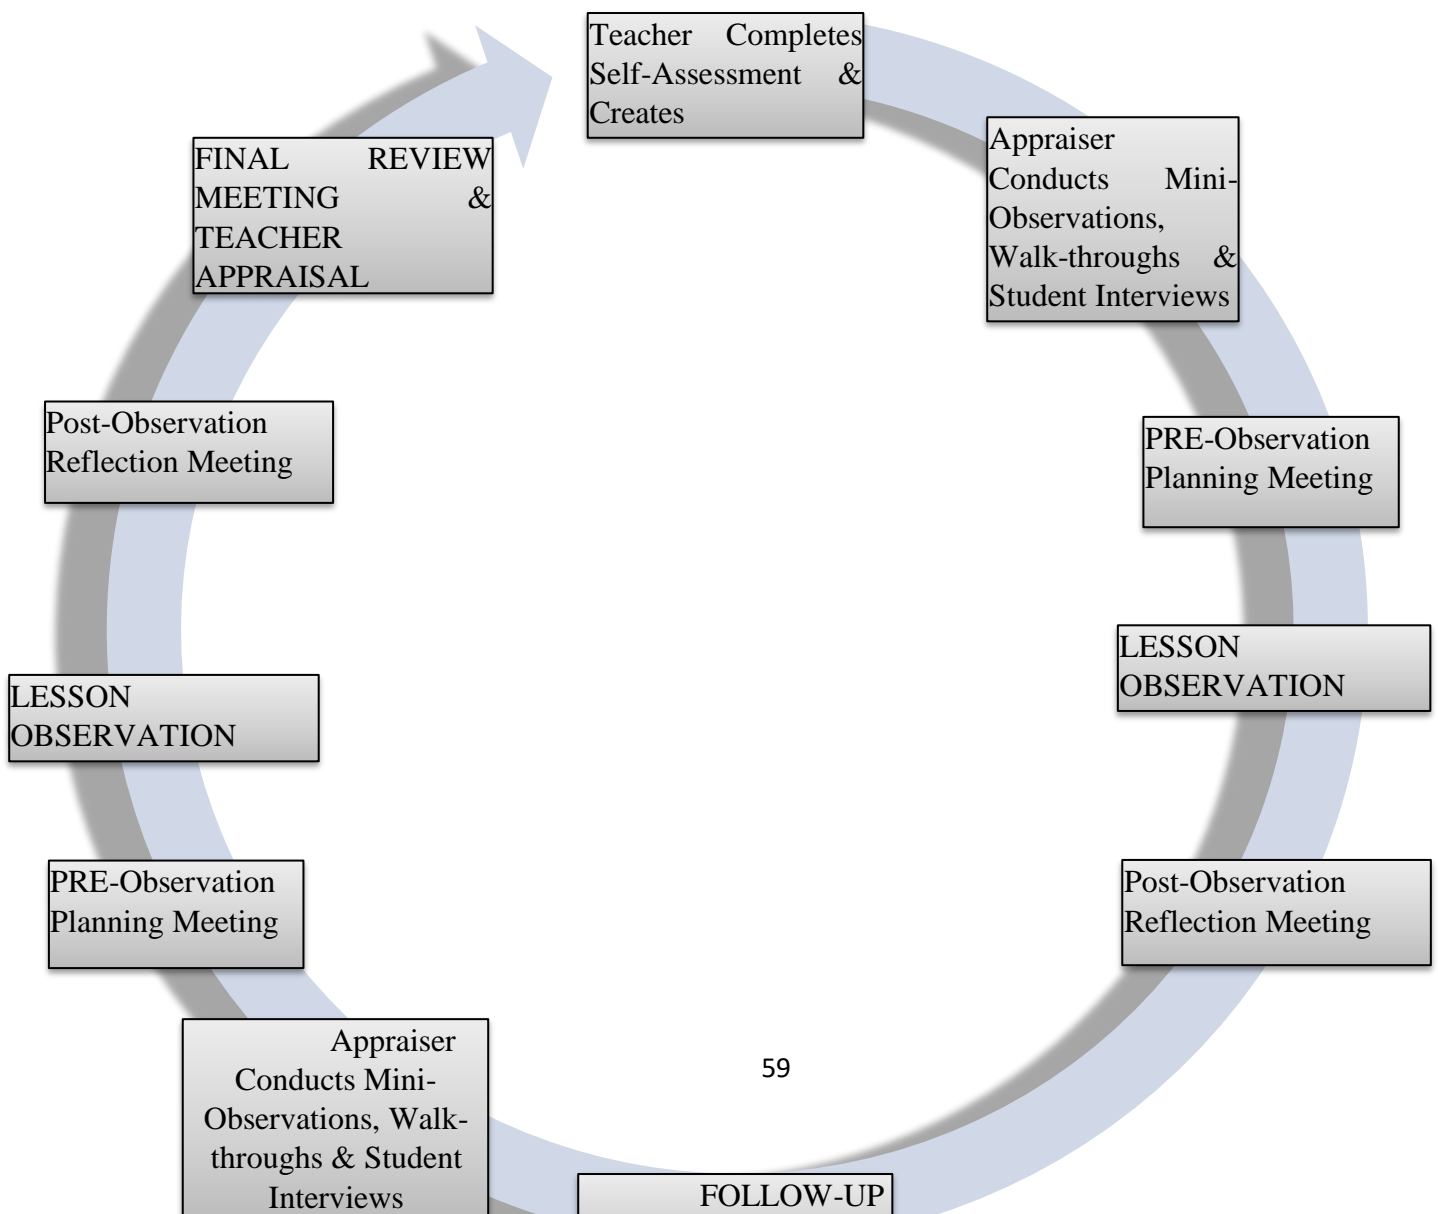 Teacher Completes
Self-Assessment &
Creates
Appraiser
Conducts Mini-
Observations,
Walk-throughs &
Student Interviews
PRE-Observation
Planning Meeting
LESSON
OBSERVATION
Post-Observation
Reflection Meeting
FOLLOW-UP
59
Appraiser
Conducts Mini-
Observations, Walk-
throughs & Student
Interviews
PRE-Observation
Planning Meeting
LESSON
OBSERVATION
Post-Observation
Reflection Meeting
FINAL REVIEW
MEETING &
TEACHER
APPRAISAL